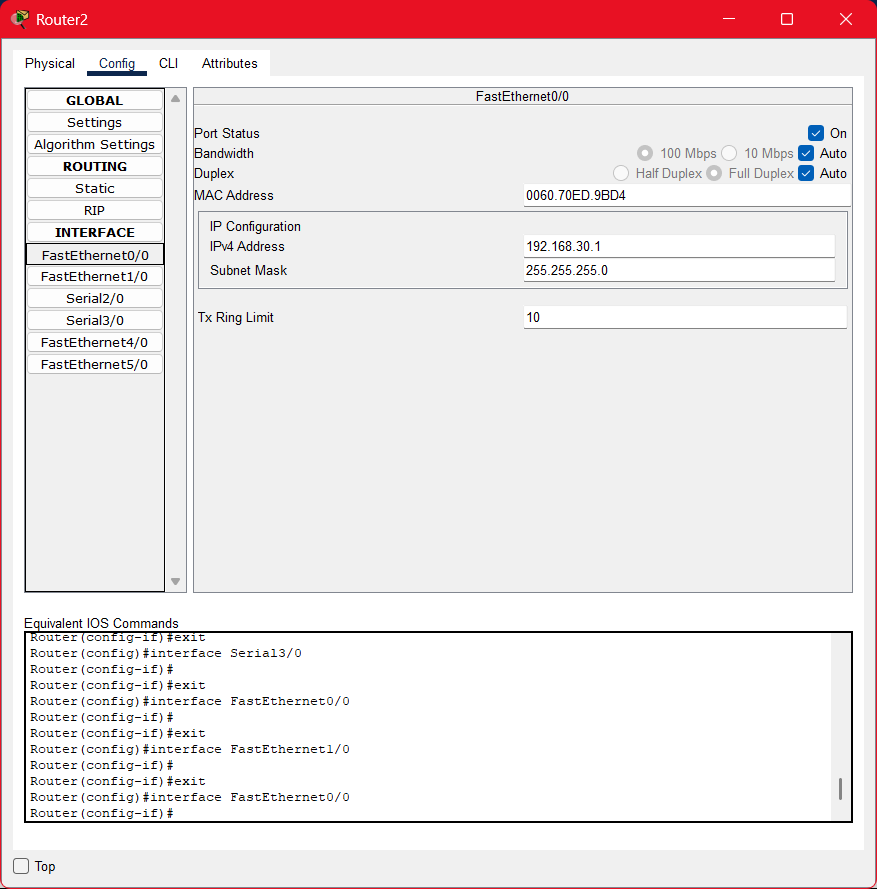 Router2
Physical Config CLI Attributes
GLOBAL
Settings
Algorithm Settings
ROUTING
Static
RIP
INTERFACE
FastEthernet0/0
FastEthernet1/0
Serial2/0
Serial3/0
FastEthernet4/0
FastEthernet5/0
FastEthernet0/0
Port Status On
Bandwidth 100 Mbps 10 Mbps Auto
Duplex Half Duplex Full Duplex Auto
MAC Address 0060.70ED.9BD4
IP Configuration
IPv4 Address 192.168.30.1
Subnet Mask 255.255.255.0
Tx Ring Limit 10
Equivalent IOS Commands
Router(config-if)#exit
Router(config)#interface Serial3/0
Router(config-if)#
Router(config-if)#exit
Router(config)#interface FastEthernet0/0
Router(config-if)#
Router(config-if)#exit
Router(config)#interface FastEthernet1/0
Router(config-if)#
Router(config-if)#exit
Router(config)#interface FastEthernet0/0
Router(config-if)#
Top